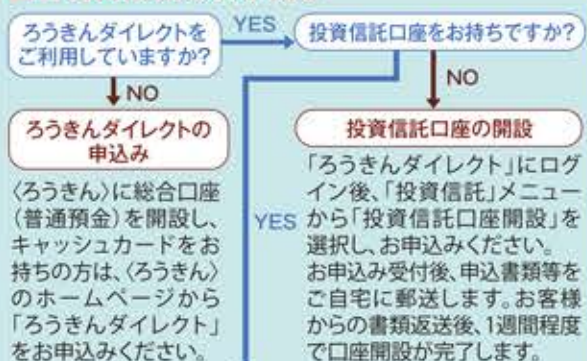 ろうきんダイレクトを
ご利用していますか?
YES
投資信託口座をお持ちですか?
NO
ろうきんダイレクトの
申込み
〈ろうきん〉に総合口座
(普通預金)を開設し、
キャッシュカードをお
持ちの方は、〈ろうきん〉
のホームページから
「ろうきんダイレクト」
をお申込みください。
YES
NO
投資信託口座の開設
「ろうきんダイレクト」にログ
イン後、「投資信託」メニュー
から「投資信託口座開設」を
選択し、お申込みください。
お申込み受付後、申込書類等を
ご自宅に郵送します。お客様
からの書類返送後、1週間程度
で口座開設が完了します